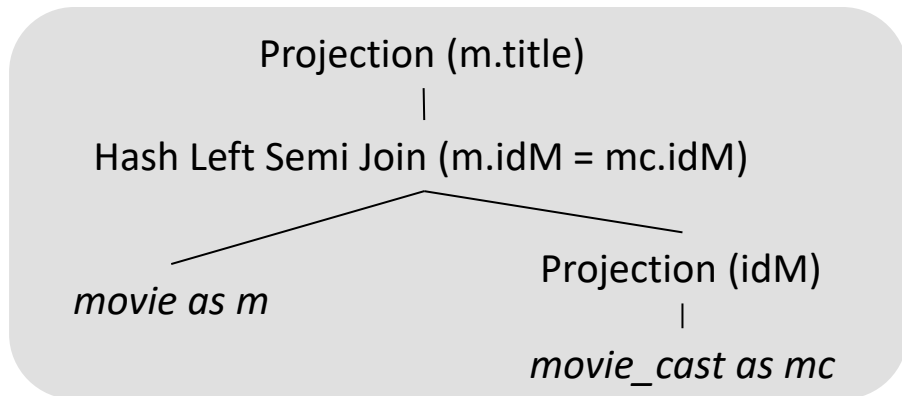 Projection (m.title)
Hash Left Semi Join (m.idM = mc.idM)
movie as m
Projection (idM)
movie_cast as mc